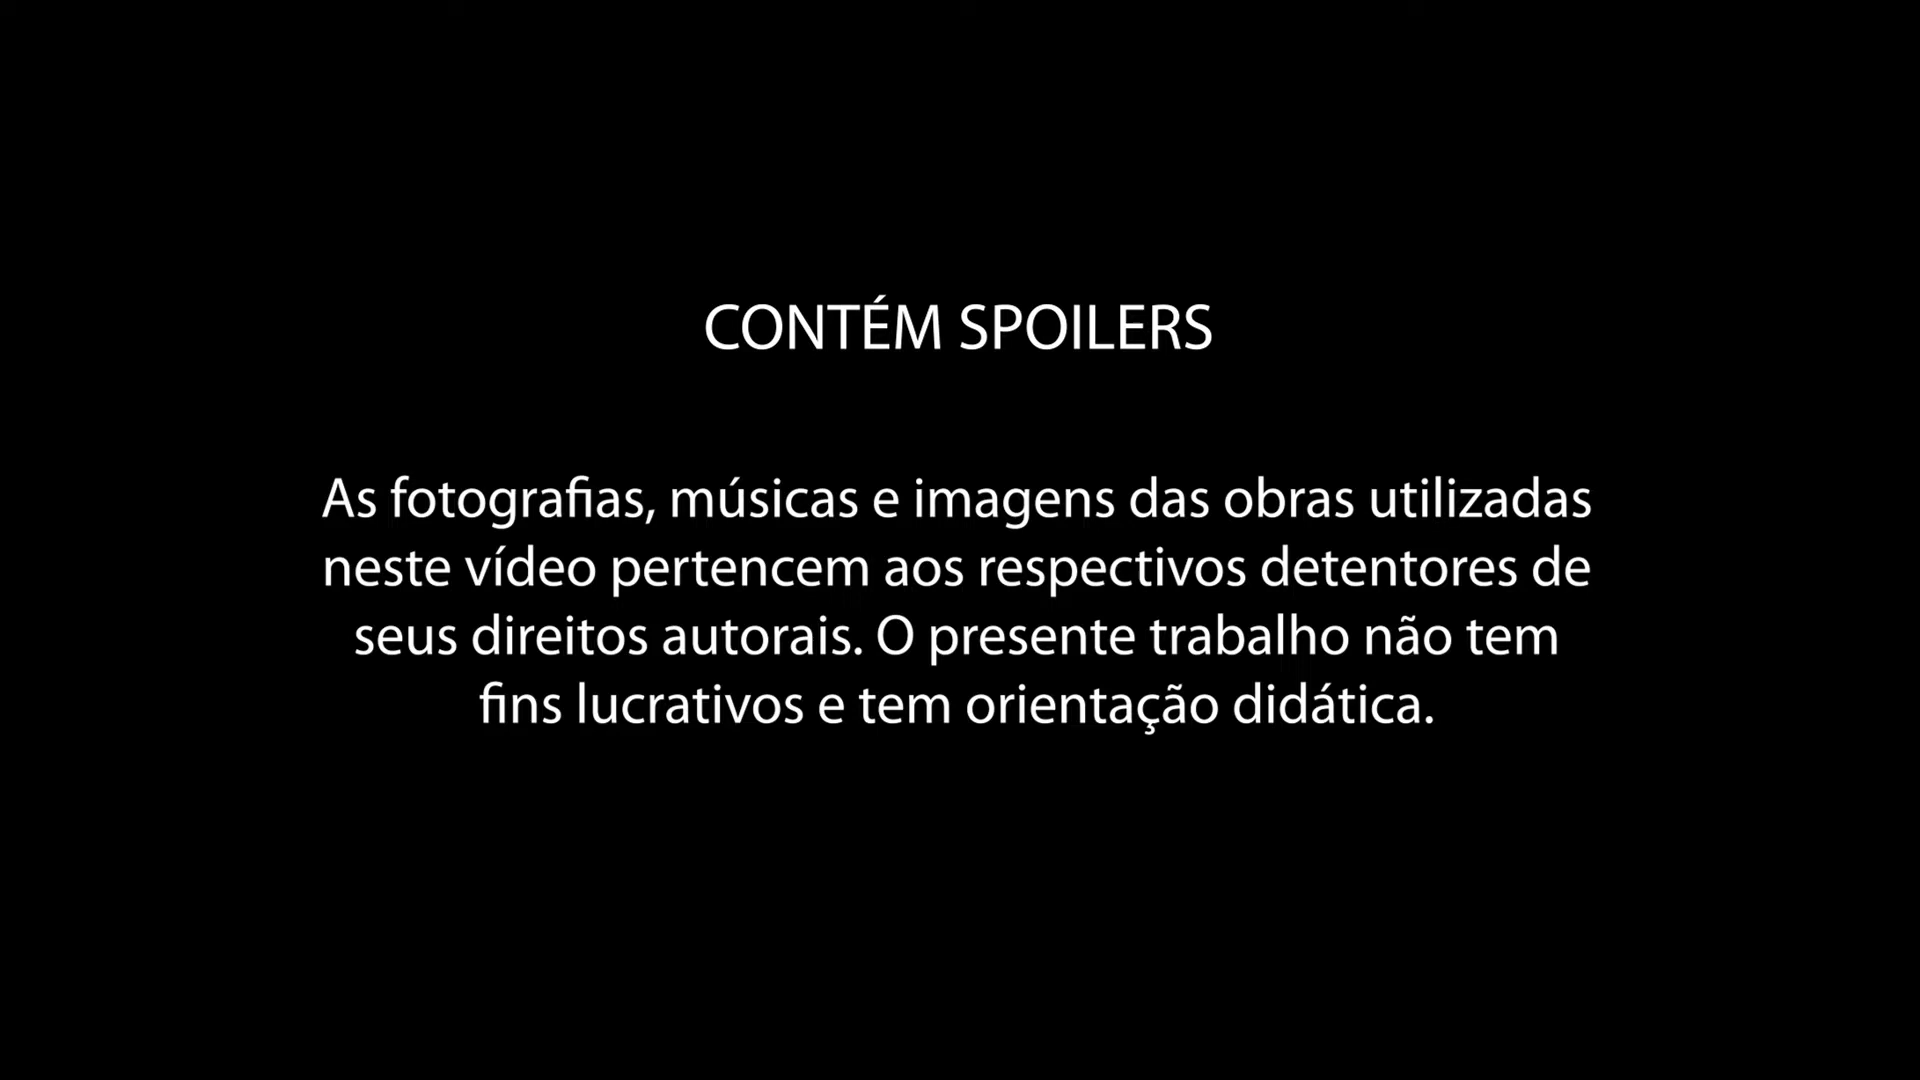 CONTÉM SPOILERS
As fotografias, músicas e imagens das obras utilizadas
neste vídeo pertencem aos respectivos detentores de
seus direitos autorais. O presente trabalho não tem
fins lucrativos e tem orientação didática.